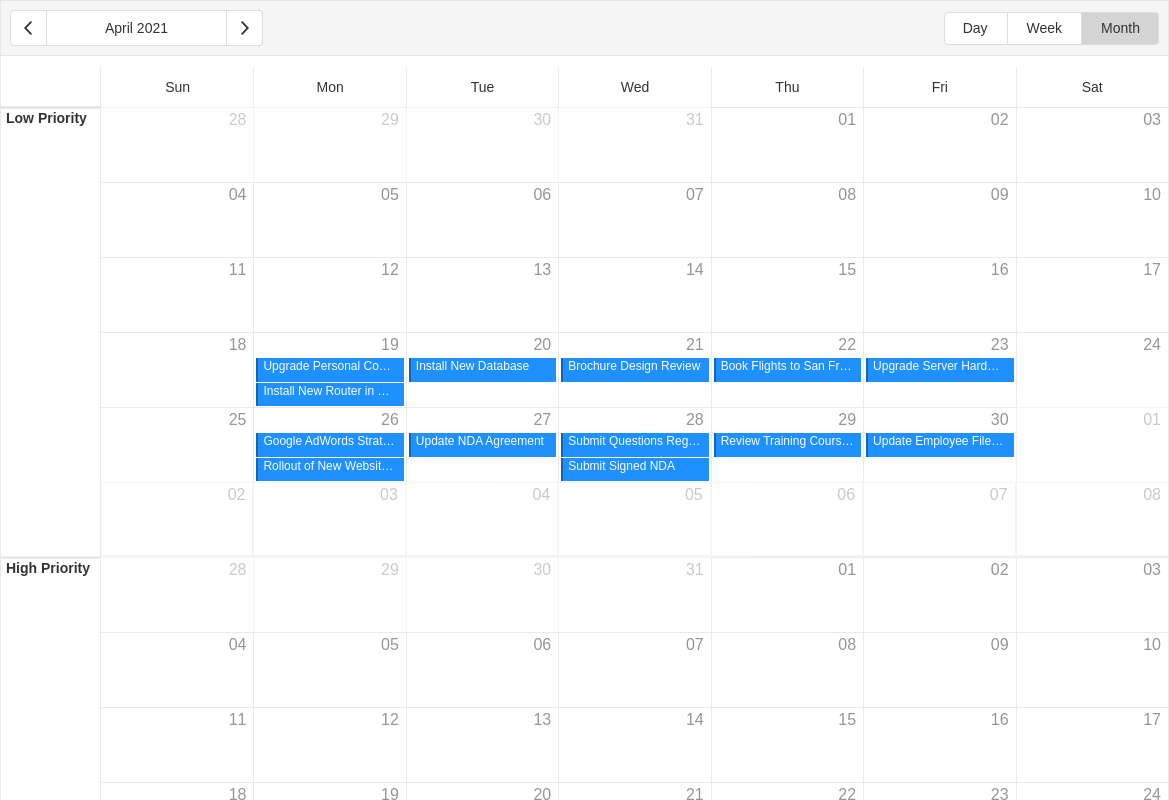 April 2021
Day Week Month
Sun Mon Tue Wed Thu Fri Sat
Low Priority
28 29 30 31 01 02 03
04 05 06 07 08 09 10
11 12 13 14 15 16 17
18 19 20 21 22 23 24
Upgrade Personal Co… Install New Database Brochure Design Review Book Flights to San Fr… Upgrade Server Hard…
Install New Router in …
25 26 27 28 29 30 01
Google AdWords Strat… Update NDA Agreement Submit Questions Reg… Review Training Cours… Update Employee File…
Rollout of New Websit… Submit Signed NDA
02 03 04 05 06 07 08
High Priority
28 29 30 31 01 02 03
04 05 06 07 08 09 10
11 12 13 14 15 16 17
18 19 20 21 22 23 24